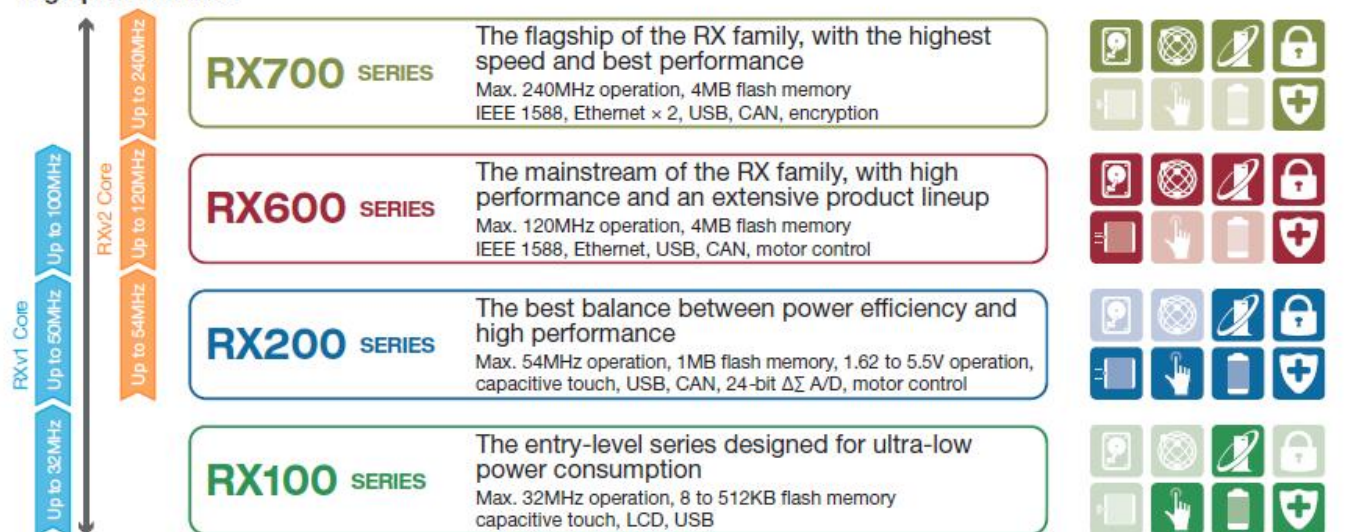 Up to 240MHz
RX700 SERIES
The flagship of the RX family, with the highest
speed and best performance
Max. 240MHz operation, 4MB flash memory
IEEE 1588, Ethernet × 2, USB, CAN, encryption
Up to 100MHz
RXv2 Core
Up to 120MHz
RX600 SERIES
The mainstream of the RX family, with high
performance and an extensive product lineup
Max. 120MHz operation, 4MB flash memory
IEEE 1588, Ethernet, USB, CAN, motor control
RXv1 Core
Up to 50MHz
Up to 54MHz
RX200 SERIES
The best balance between power efficiency and
high performance
Max. 54MHz operation, 1MB flash memory, 1.62 to 5.5V operation,
capacitive touch, USB, CAN, 24-bit ΔΣ A/D, motor control
Up to 32MHz
RX100 SERIES
The entry-level series designed for ultra-low
power consumption
Max. 32MHz operation, 8 to 512KB flash memory
capacitive touch, LCD, USB